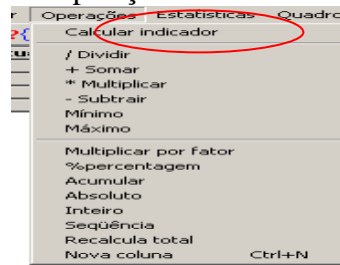 Operações Estatísticas Quadro
Calcular indicador
/ Dividir
+ Somar
* Multiplicar
- Subtrair
Mínimo
Máximo
Multiplicar por fator
%percentagem
Acumular
Absoluto
Inteiro
Seqüência
Recalcula total
Nova coluna Ctrl+N